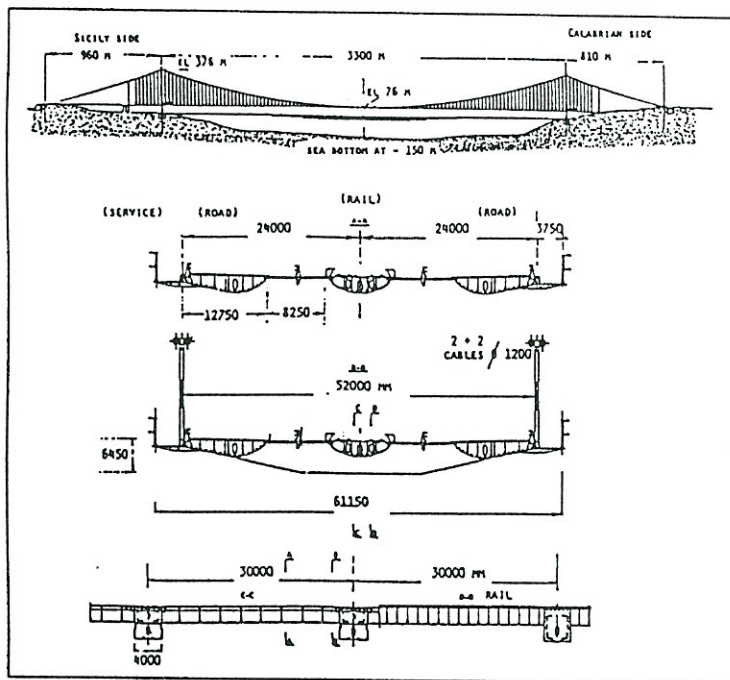 SICILY SIDE
CALABRIAN SIDE
960 M
3300 M
810 M
EL 376 M
EL 76 M
SEA BOTTOM AT - 150 M
(SERVICE) (ROAD) (RAIL) (ROAD)
A-A
24000 24000 3750
12750 8250
2 + 2
CABLES ϕ 1200
B-B
52000 MM
C D
6450
61150
A B
30000 30000 MM
C-C D-D RAIL
4000